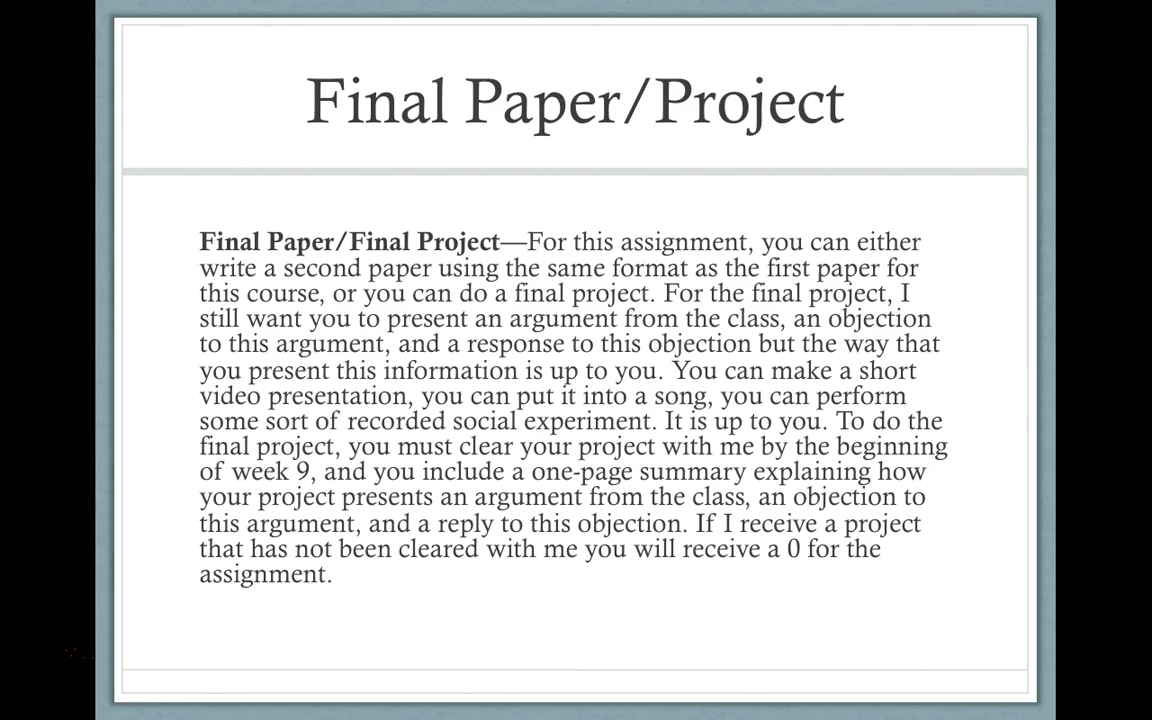 Final Paper/Project
Final Paper/Final Project—For this assignment, you can either
write a second paper using the same format as the first paper for
this course, or you can do a final project. For the final project, I
still want you to present an argument from the class, an objection
to this argument, and a response to this objection but the way that
you present this information is up to you. You can make a short
video presentation, you can put it into a song, you can perform
some sort of recorded social experiment. It is up to you. To do the
final project, you must clear your project with me by the beginning
of week 9, and you include a one-page summary explaining how
your project presents an argument from the class, an objection to
this argument, and a reply to this objection. If I receive a project
that has not been cleared with me you will receive a 0 for the
assignment.